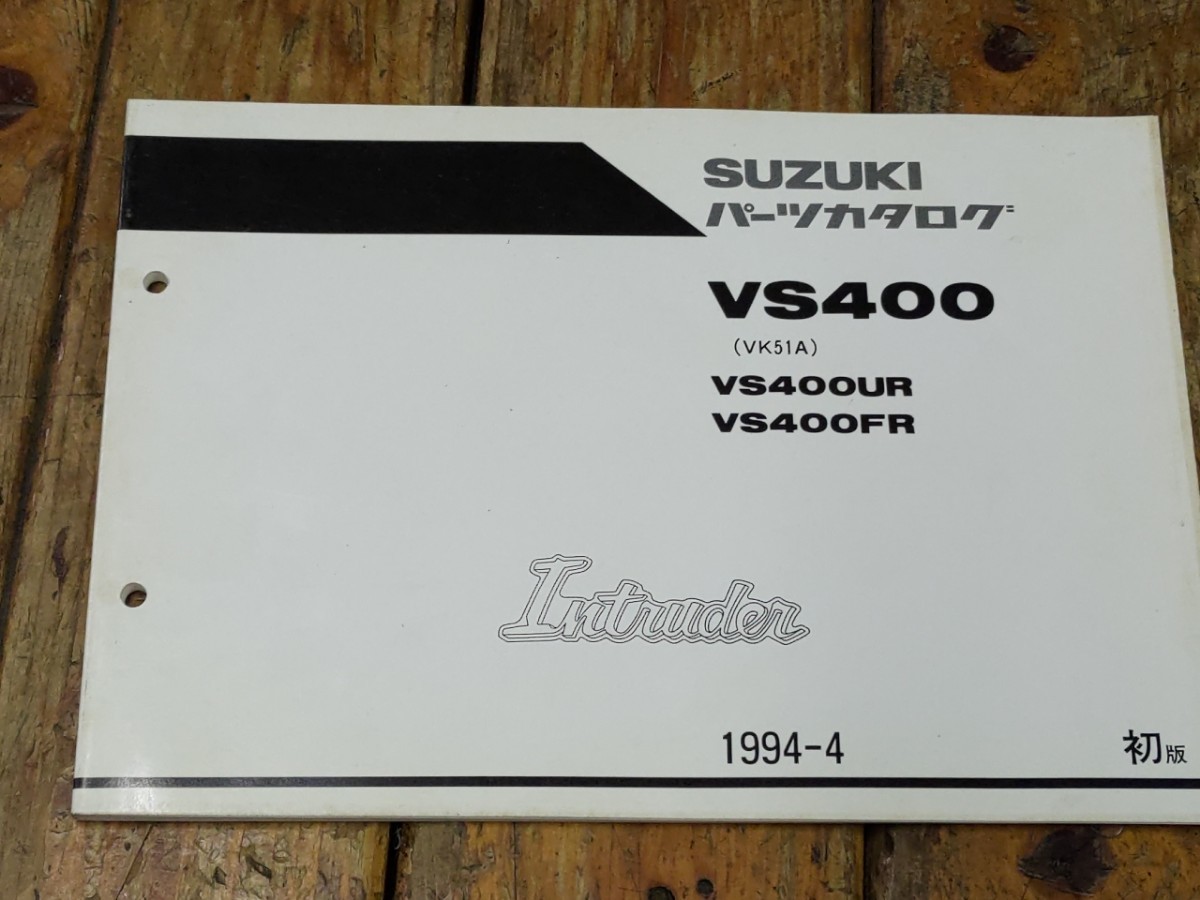 SUZUKI
パーツカタログ
VS400
(VK51A)
VS400UR
VS400FR
Intruder
1994-4
初版